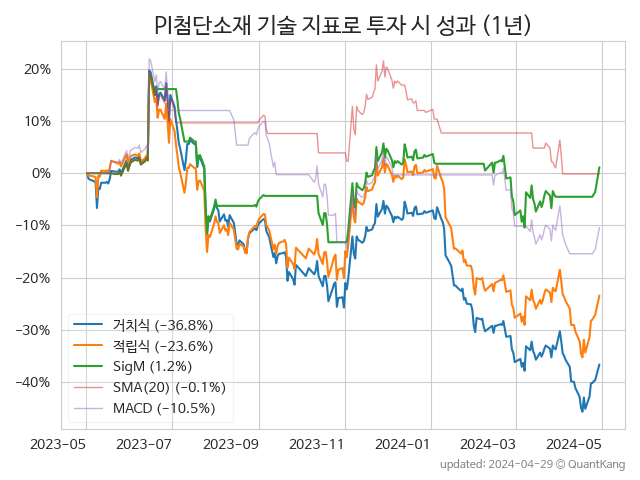 PI첨단소재 기술 지표로 투자 시 성과 (1년)
20%
10%
0%
−10%
−20%
−30%
−40%
거치식 (−36.8%)
적립식 (−23.6%)
SigM (1.2%)
SMA(20) (−0.1%)
MACD (−10.5%)
2023-05 2023-07 2023-09 2023-11 2024-01 2024-03 2024-05
updated: 2024-04-29 © QuantKang